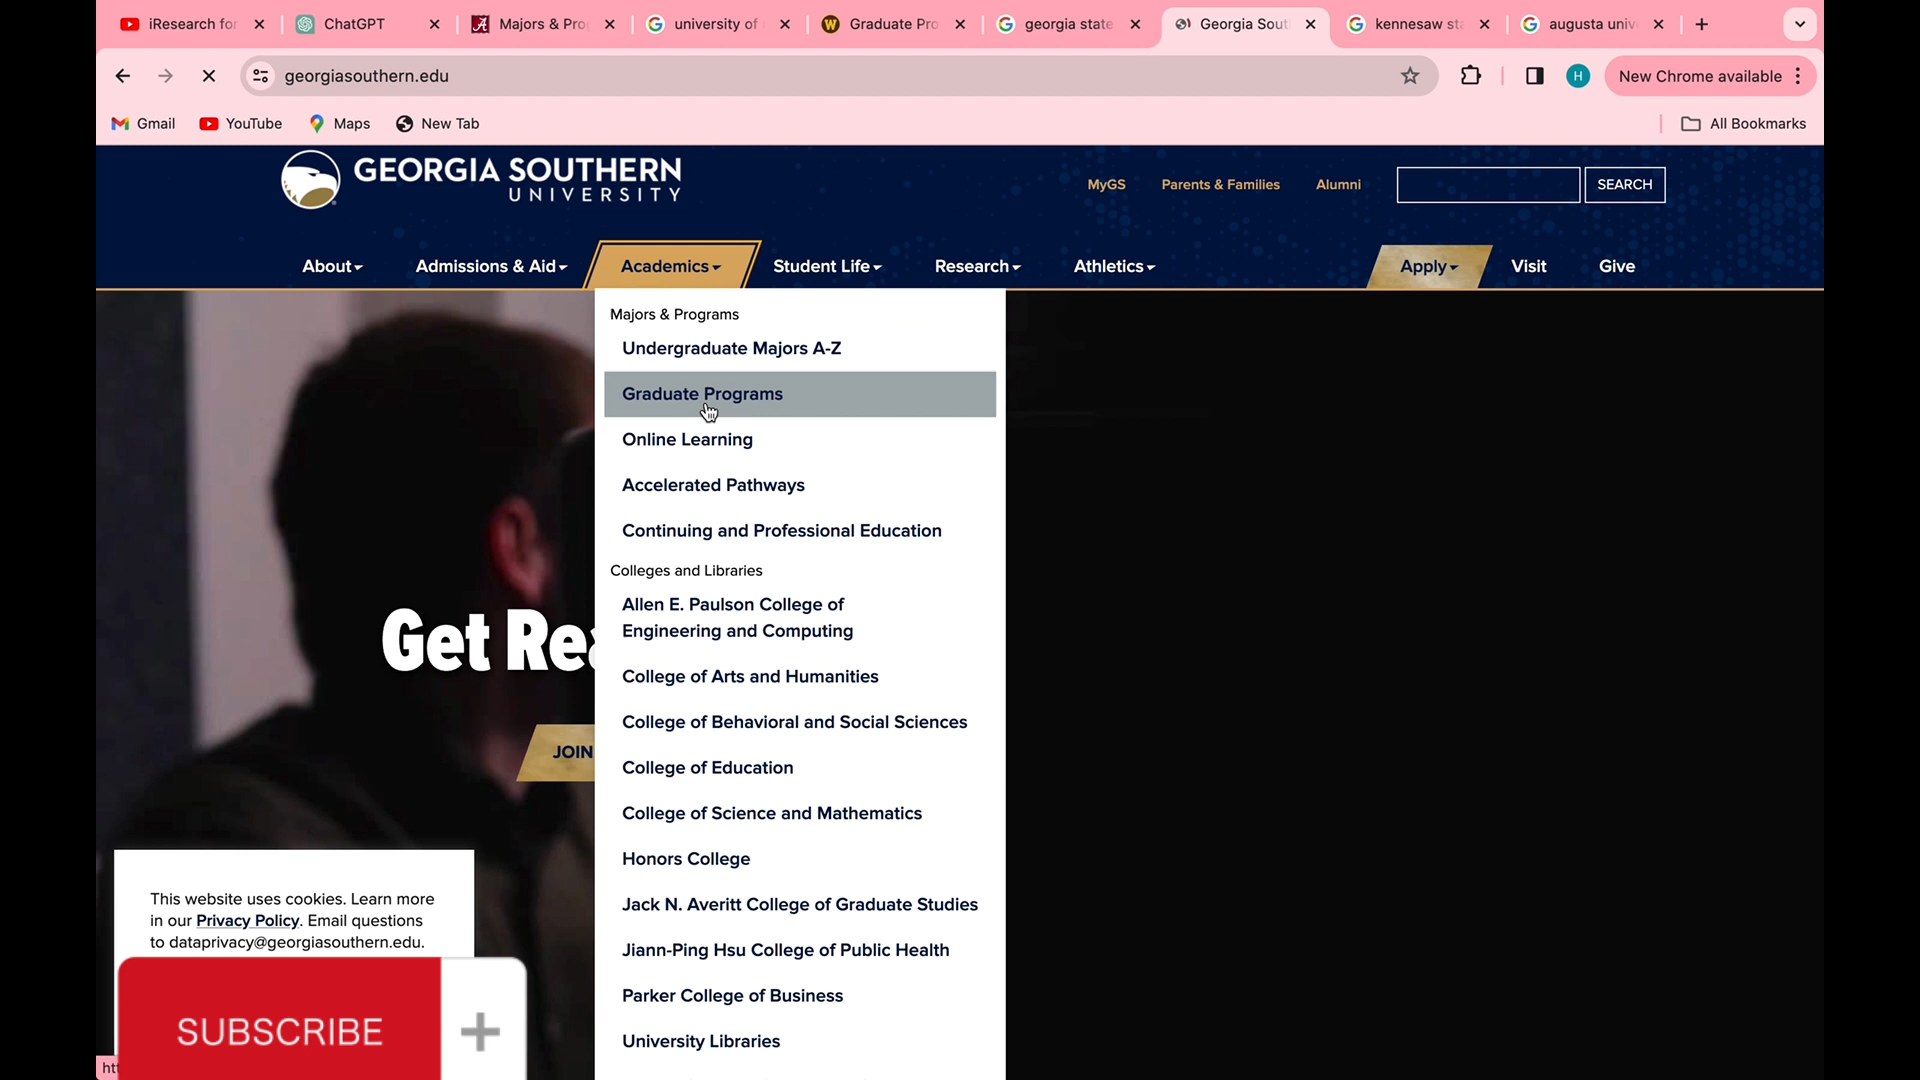 iResearch for
ChatGPT
Majors & Pro
university of
Graduate Pro
georgia state
Georgia Sout
kennesaw sta
augusta univ
georgiasouthern.edu
H
New Chrome available
Gmail
YouTube
Maps
New Tab
All Bookmarks
GEORGIA SOUTHERN
UNIVERSITY
MyGS
Parents & Families
Alumni
SEARCH
About
Admissions & Aid
Academics
Student Life
Research
Athletics
Apply
Visit
Give
Majors & Programs
Undergraduate Majors A-Z
Graduate Programs
Online Learning
Accelerated Pathways
Continuing and Professional Education
Colleges and Libraries
Allen E. Paulson College of
Engineering and Computing
College of Arts and Humanities
College of Behavioral and Social Sciences
College of Education
College of Science and Mathematics
Honors College
Jack N. Averitt College of Graduate Studies
Jiann-Ping Hsu College of Public Health
Parker College of Business
University Libraries
Get Rea
JOIN
This website uses cookies. Learn more
in our Privacy Policy. Email questions
to dataprivacy@georgiasouthern.edu.
SUBSCRIBE
+
htt